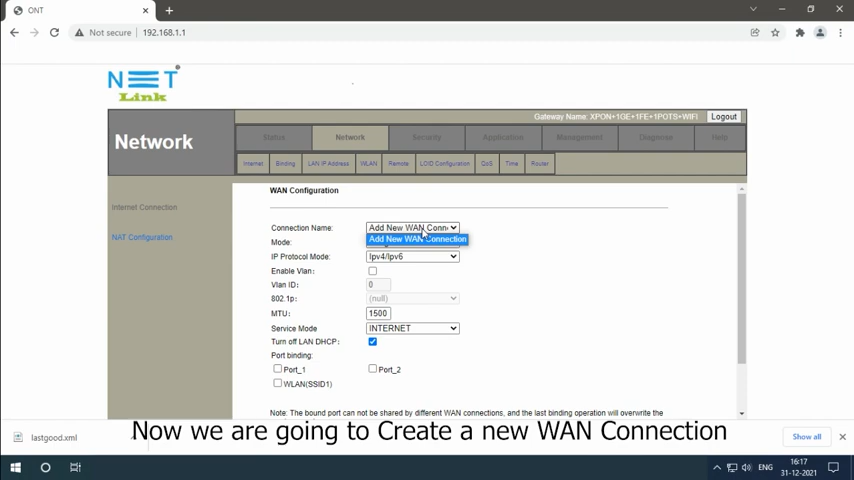 ONT
Not secure 192.168.1.1
NET
Link
Gateway Name: XPON+1GE+1FE+1POTS+WIFI Logout
Network
Status Network Security Application Management Diagnose Help
Internet Binding LAN IP Address WLAN Remote LOID Configuration QoS Time Router
WAN Configuration
Internet Connection
NAT Configuration
Connection Name: Add New WAN Conn
Add New WAN Connection
Mode:
IP Protocol Mode: Ipv4/Ipv6
Enable Vlan:
Vlan ID: 0
802.1p: (null)
MTU: 1500
Service Mode INTERNET
Turn off LAN DHCP:
Port binding:
Port_1 Port_2
WLAN(SSID1)
Note: The bound port can not be shared by different WAN connections, and the last binding operation will overwrite the
Now we are going to Create a new WAN Connection
lastgood.xml
Show all
ENG
16:17
31-12-2021